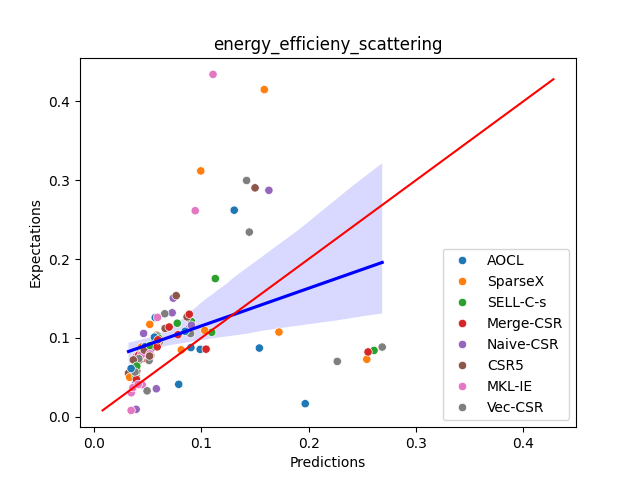 energy_efficieny_scattering
Expectations
0.4
0.3
0.2
0.1
0.0
AOCL
SparseX
SELL-C-s
Merge-CSR
Naive-CSR
CSR5
MKL-IE
Vec-CSR
0.0 0.1 0.2 0.3 0.4
Predictions